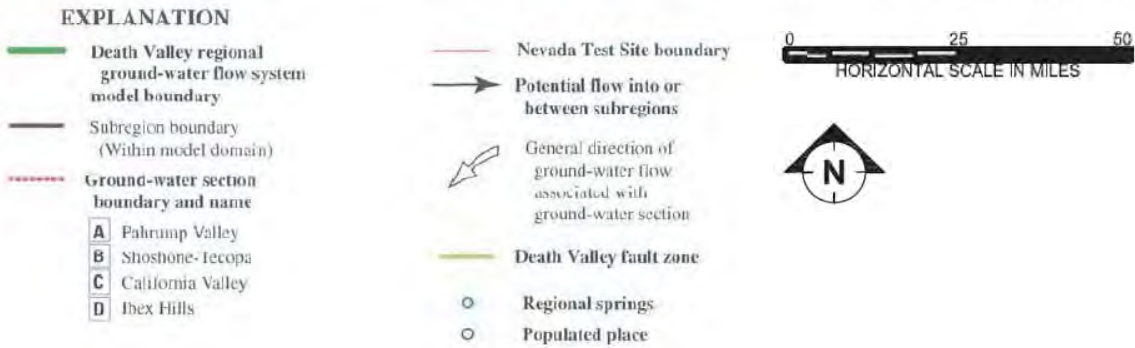 EXPLANATION
Death Valley regional
ground-water flow system
model boundary
Subregion boundary
(Within model domain)
Ground-water section
boundary and name
A Pahrump Valley
B Shoshone-Tecopa
C California Valley
D Ibex Hills
Nevada Test Site boundary
Potential flow into or
between subregions
General direction of
ground-water flow
associated with
ground-water section
Death Valley fault zone
Regional springs
Populated place
0 25 50
HORIZONTAL SCALE IN MILES
N